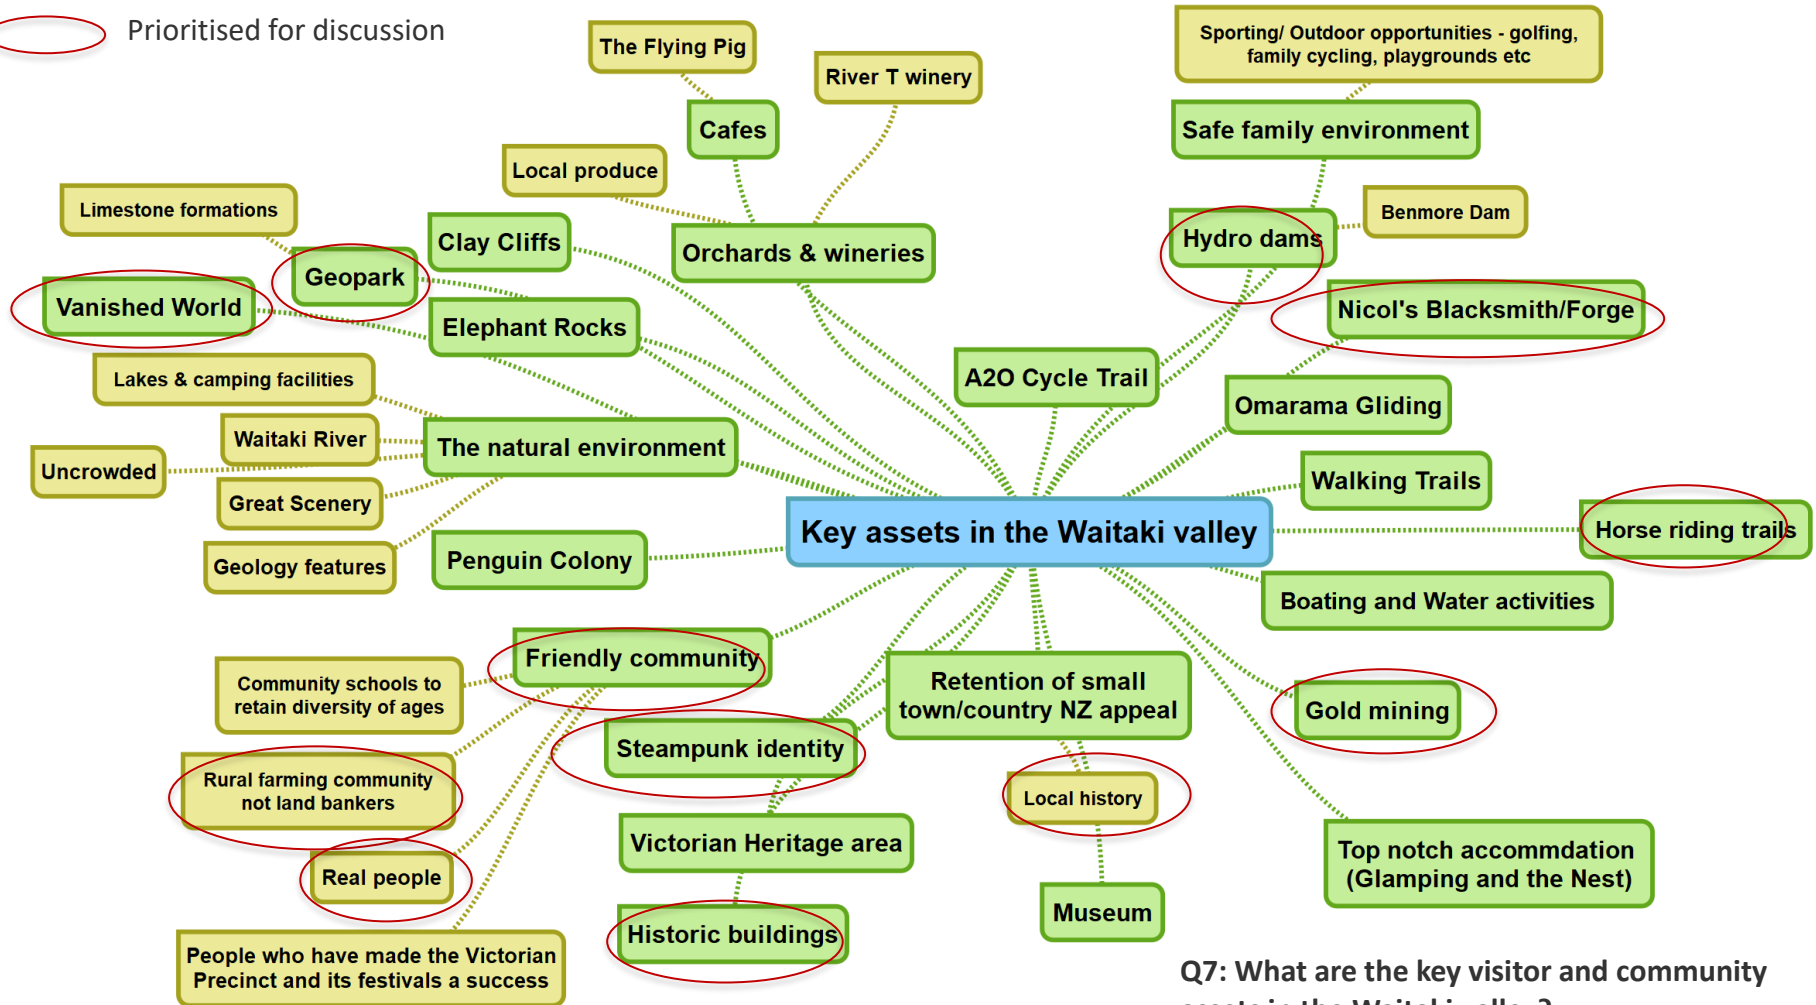 Prioritised for discussion
The Flying Pig
River T winery
Sporting/ Outdoor opportunities - golfing,
family cycling, playgrounds etc
Cafes
Safe family environment
Local produce
Limestone formations
Benmore Dam
Clay Cliffs
Orchards & wineries
Hydro dams
Geopark
Vanished World
Elephant Rocks
Nicol's Blacksmith/Forge
Lakes & camping facilities
A2O Cycle Trail
Omarama Gliding
Waitaki River
The natural environment
Uncrowded
Walking Trails
Great Scenery
Key assets in the Waitaki valley
Horse riding trails
Penguin Colony
Geology features
Boating and Water activities
Friendly community
Community schools to
retain diversity of ages
Retention of small
town/country NZ appeal
Gold mining
Steampunk identity
Rural farming community
not land bankers
Local history
Victorian Heritage area
Top notch accommdation
(Glamping and the Nest)
Real people
Museum
Historic buildings
People who have made the Victorian
Precinct and its festivals a success
Q7: What are the key visitor and community
assets in the Waitaki valley?